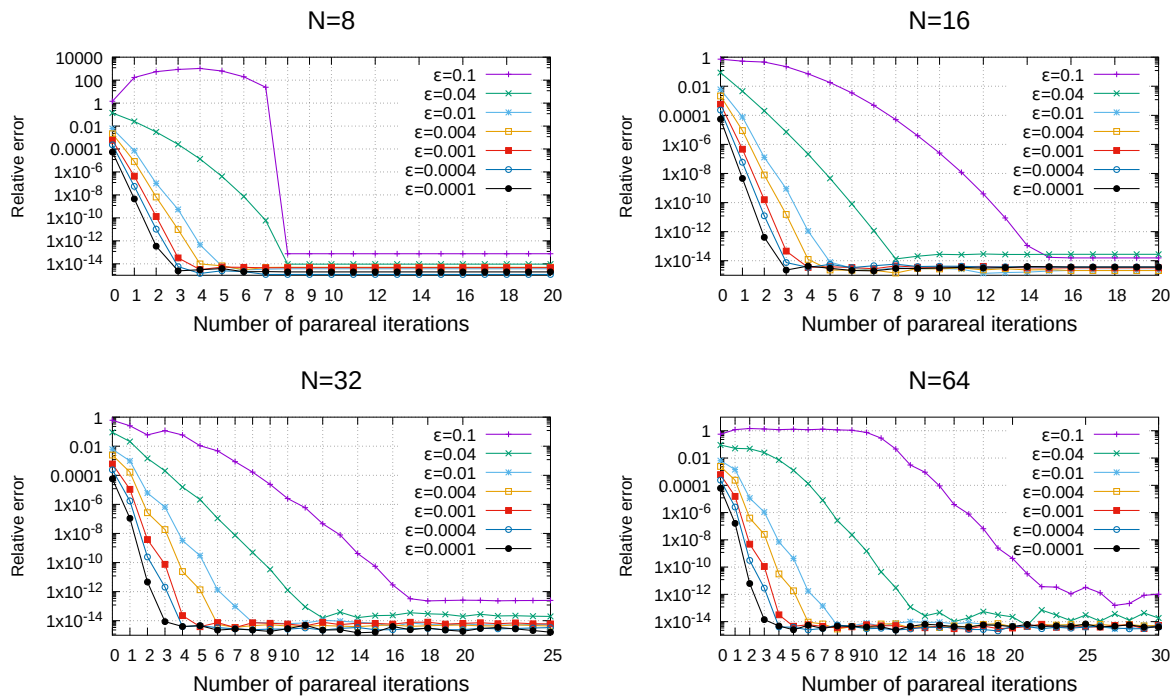 N=8
10000
100
1
0.01
0.0001
1x10-6
1x10-8
1x10-10
1x10-12
1x10-14
Relative error
ε=0.1
ε=0.04
ε=0.01
ε=0.004
ε=0.001
ε=0.0004
ε=0.0001
0 1 2 3 4 5 6 7 8 9 10 12 14 16 18 20
Number of parareal iterations
N=16
1
0.01
0.0001
1x10-6
1x10-8
1x10-10
1x10-12
1x10-14
Relative error
ε=0.1
ε=0.04
ε=0.01
ε=0.004
ε=0.001
ε=0.0004
ε=0.0001
0 1 2 3 4 5 6 7 8 9 10 12 14 16 18 20
Number of parareal iterations
N=32
1
0.01
0.0001
1x10-6
1x10-8
1x10-10
1x10-12
1x10-14
Relative error
ε=0.1
ε=0.04
ε=0.01
ε=0.004
ε=0.001
ε=0.0004
ε=0.0001
0 1 2 3 4 5 6 7 8 9 10 12 14 16 18 20 25
Number of parareal iterations
N=64
1
0.01
0.0001
1x10-6
1x10-8
1x10-10
1x10-12
1x10-14
Relative error
ε=0.1
ε=0.04
ε=0.01
ε=0.004
ε=0.001
ε=0.0004
ε=0.0001
0 1 2 3 4 5 6 7 8 9 10 12 14 16 18 20 25 30
Number of parareal iterations